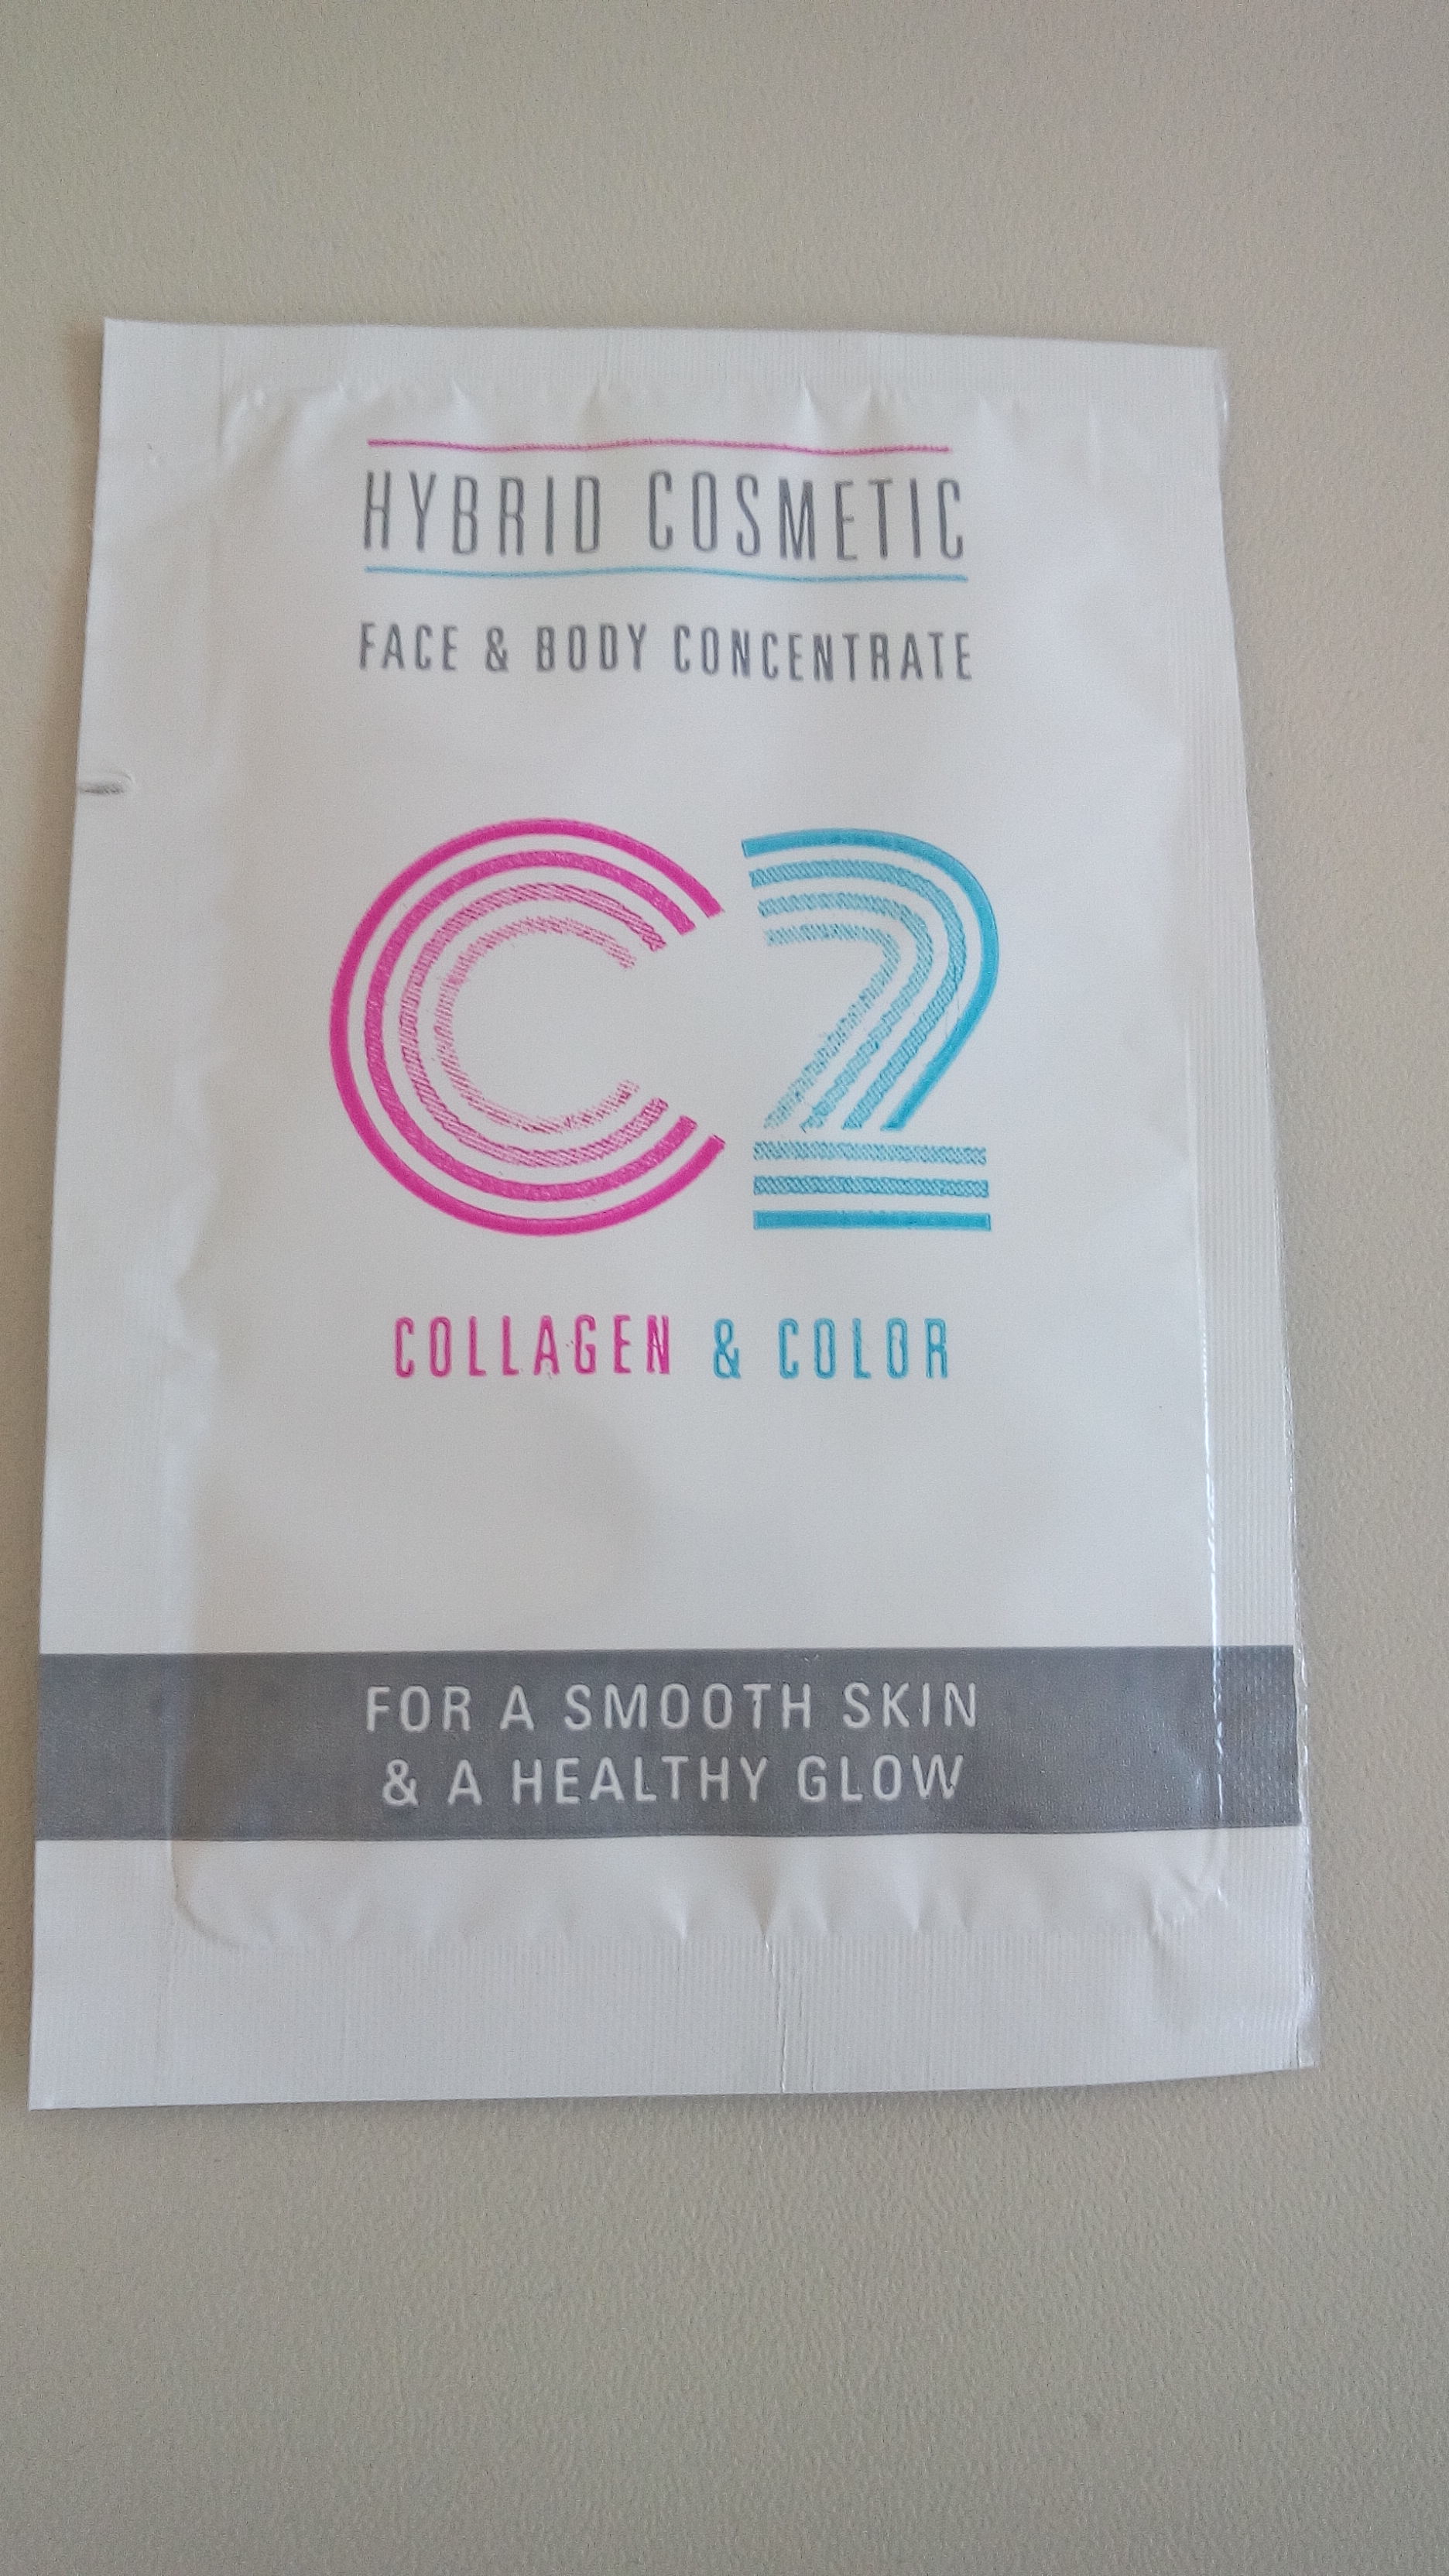 HYBRID COSMETIC
FACE & BODY CONCENTRATE
C2
COLLAGEN & COLOR
FOR A SMOOTH SKIN
& A HEALTHY GLOW